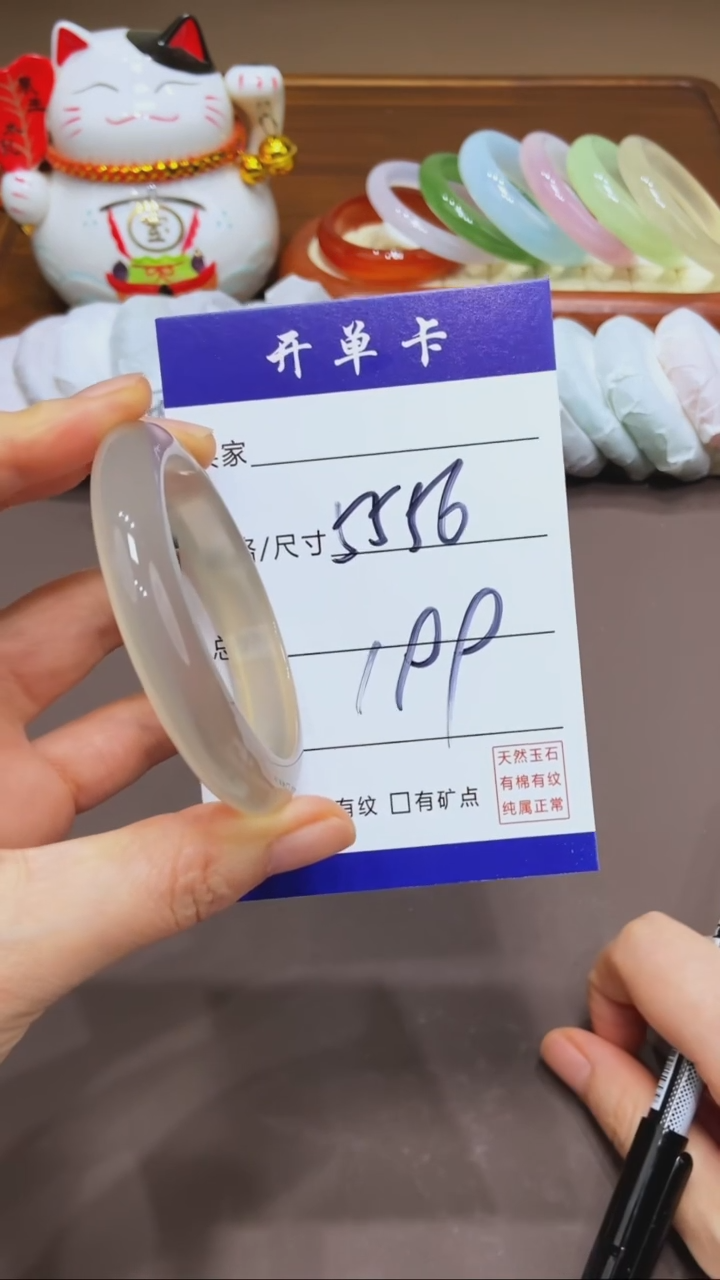 开单卡
家
/尺寸 5556
199
有纹 □有矿点
天然玉石
有棉有纹
纯属正常